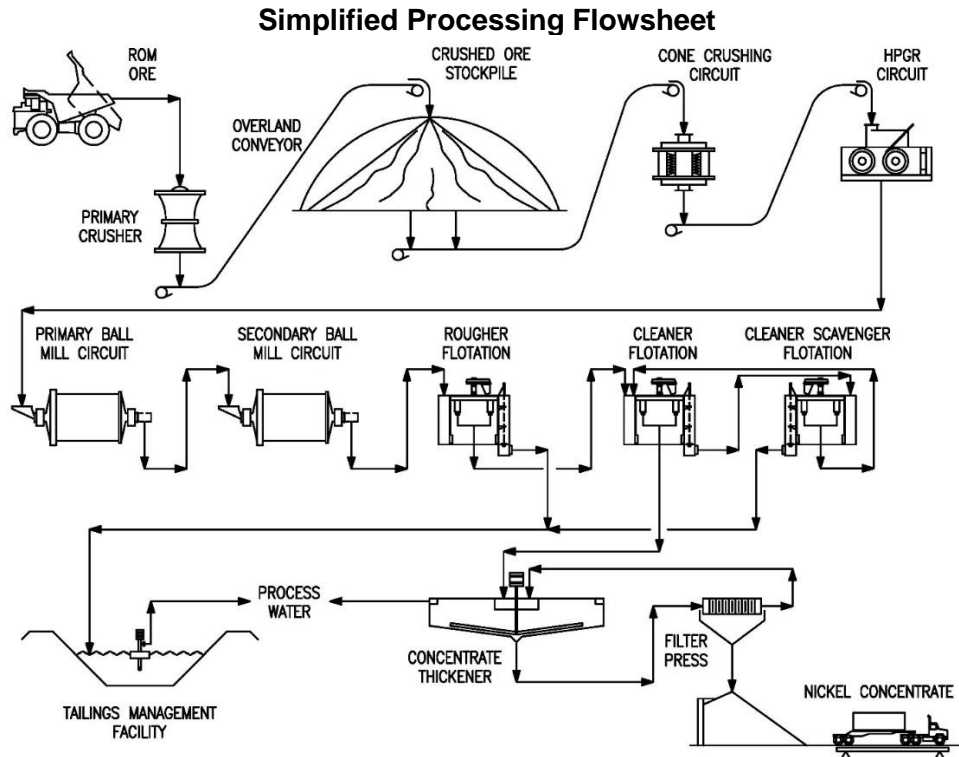 Simplified Processing Flowsheet
ROM
ORE
CRUSHED ORE
STOCKPILE
CONE CRUSHING
CIRCUIT
HPGR
CIRCUIT
OVERLAND
CONVEYOR
PRIMARY
CRUSHER
PRIMARY BALL
MILL CIRCUIT
SECONDARY BALL
MILL CIRCUIT
ROUGHER
FLOTATION
CLEANER
FLOTATION
CLEANER SCAVENGER
FLOTATION
PROCESS
WATER
CONCENTRATE
THICKENER
FILTER
PRESS
TAILINGS MANAGEMENT
FACILITY
NICKEL CONCENTRATE